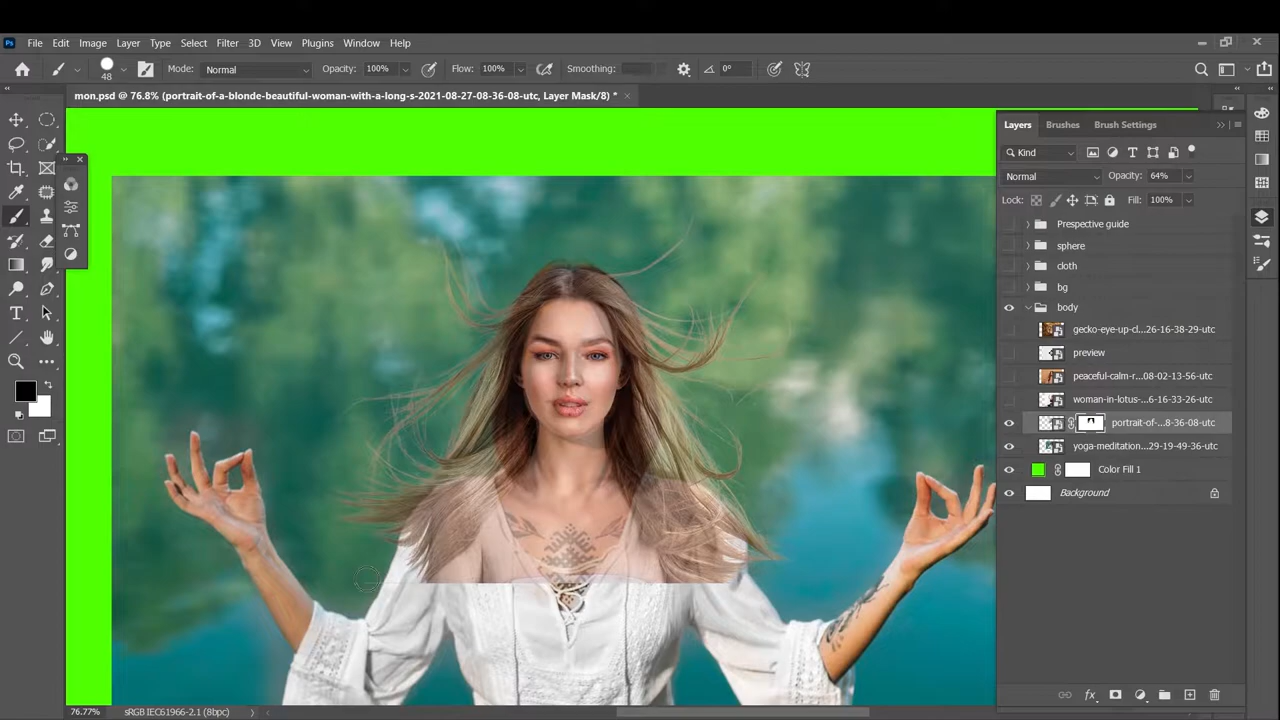 Ps File Edit Image Layer Type Select Filter 3D View Plugins Window Help
48 Mode: Normal Opacity: 100% Flow: 100% Smoothing: 0°
mon.psd @ 76.8% (portrait-of-a-blonde-beautiful-woman-with-a-long-s-2021-08-27-08-36-08-utc, Layer Mask/8) *
Layers Brushes Brush Settings
Kind
Normal Opacity: 64%
Lock: Fill: 100%
Prespective guide
sphere
cloth
bg
body
gecko-eye-up-cl...26-16-38-29-utc
preview
peaceful-calm-r...08-02-13-56-utc
woman-in-lotus-...6-16-33-26-utc
portrait-of-...8-36-08-utc
yoga-meditation...29-19-49-36-utc
Color Fill 1
Background
76.77% sRGB IEC61966-2.1 (8bpc)